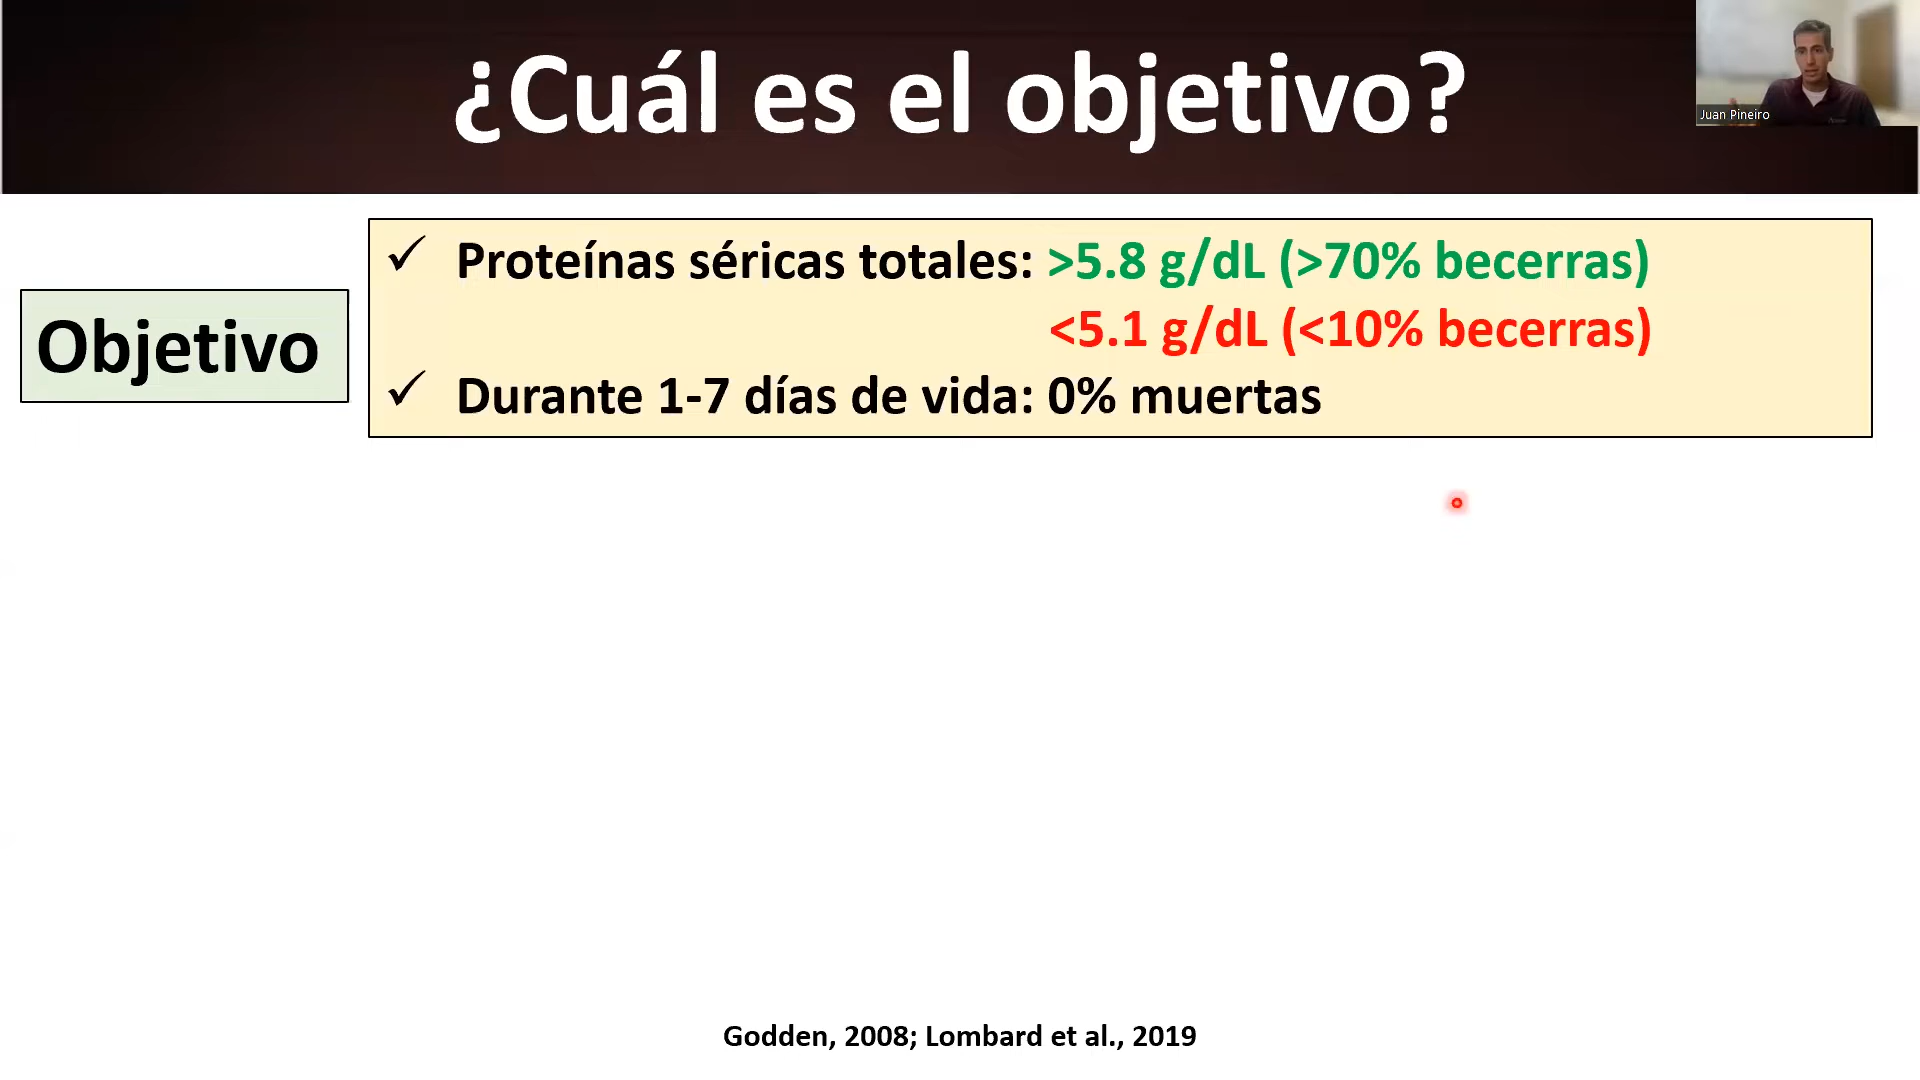 ¿Cuál es el objetivo?
Juan Pineiro
Objetivo
✓ Proteínas séricas totales: >5.8 g/dL (>70% becerras)
<5.1 g/dL (<10% becerras)
✓ Durante 1-7 días de vida: 0% muertas
Godden, 2008; Lombard et al., 2019